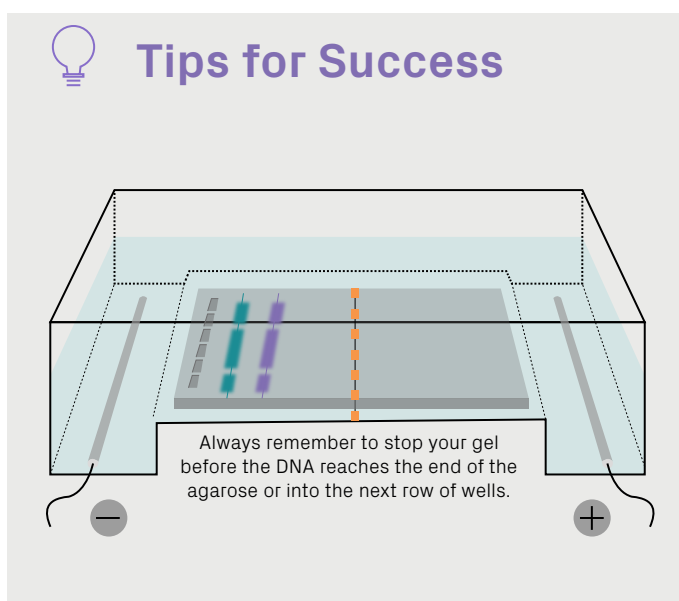 Tips for Success
Always remember to stop your gel
before the DNA reaches the end of the
agarose or into the next row of wells.
− +